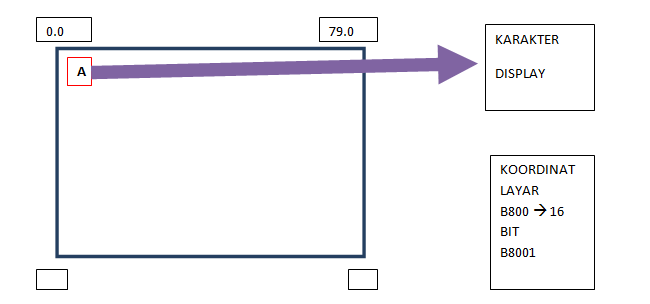 0.0
79.0
A
KARAKTER
DISPLAY
KOORDINAT
LAYAR
B800 → 16
BIT
B8001